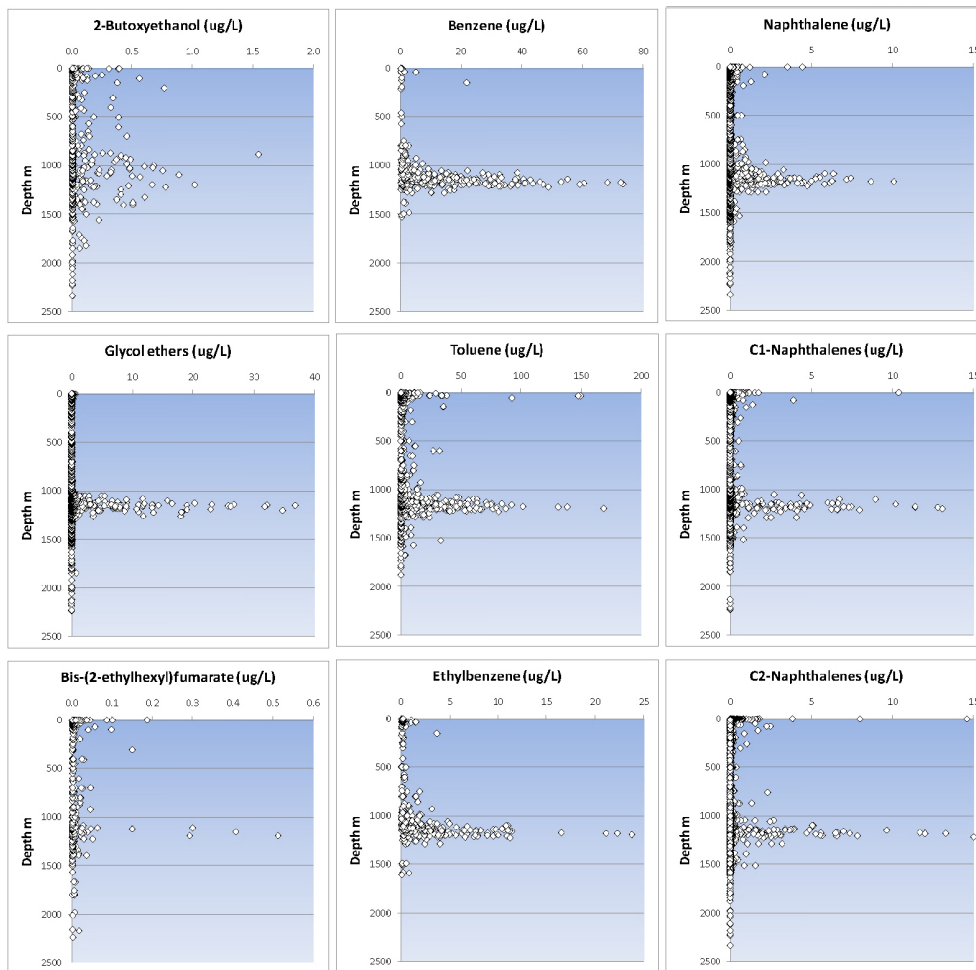 2-Butoxyethanol (ug/L)
0.0 0.5 1.0 1.5 2.0
0
500
1000
1500
2000
2500
Depth m
Benzene (ug/L)
0 20 40 60 80
0
500
1000
1500
2000
2500
Depth m
Naphthalene (ug/L)
0 5 10 15
0
500
1000
1500
2000
2500
Depth m
Glycol ethers (ug/L)
0 10 20 30 40
0
500
1000
1500
2000
2500
Depth m
Toluene (ug/L)
0 50 100 150 200
0
500
1000
1500
2000
2500
Depth m
C1-Naphthalenes (ug/L)
0 5 10 15
0
500
1000
1500
2000
2500
Depth m
Bis-(2-ethylhexyl)fumarate (ug/L)
0.0 0.1 0.2 0.3 0.4 0.5 0.6
0
500
1000
1500
2000
2500
Depth m
Ethylbenzene (ug/L)
0 5 10 15 20 25
0
500
1000
1500
2000
2500
Depth m
C2-Naphthalenes (ug/L)
0 5 10 15
0
500
1000
1500
2000
2500
Depth m